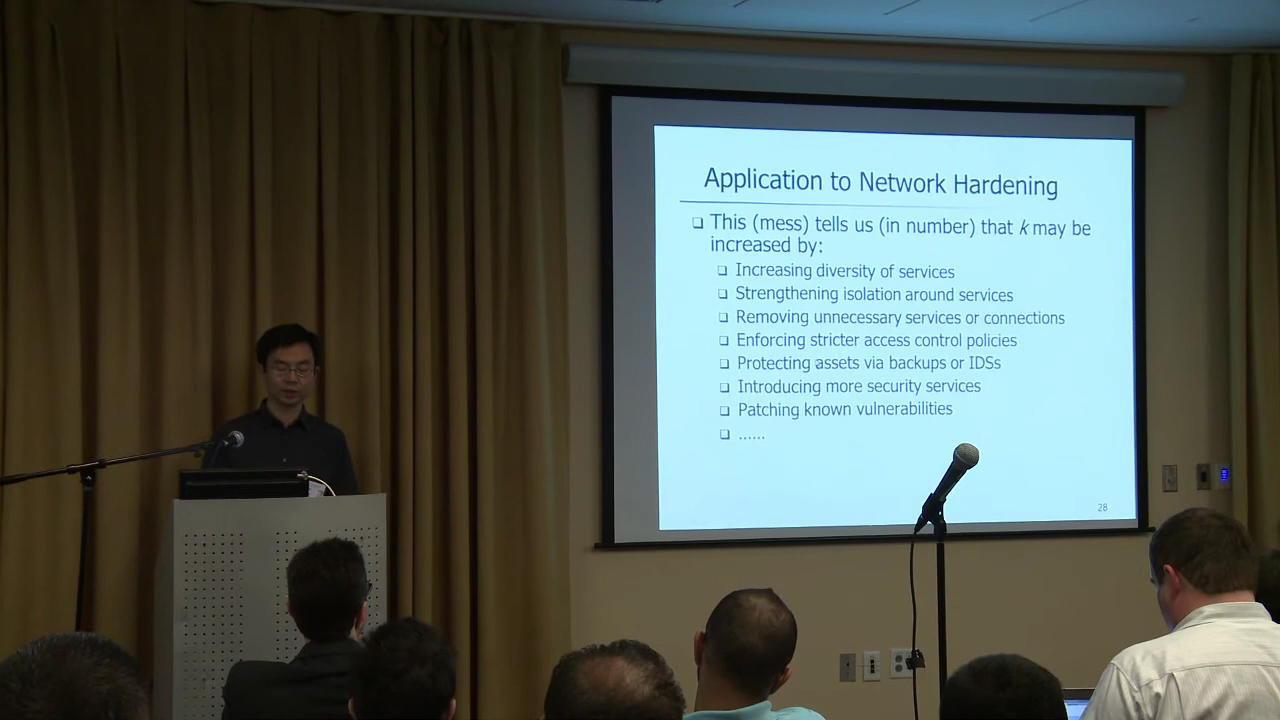 Application to Network Hardening
❑ This (mess) tells us (in number) that k may be
increased by:
❑ Increasing diversity of services
❑ Strengthening isolation around services
❑ Removing unnecessary services or connections
❑ Enforcing stricter access control policies
❑ Protecting assets via backups or IDSs
❑ Introducing more security services
❑ Patching known vulnerabilities
❑ ......
28